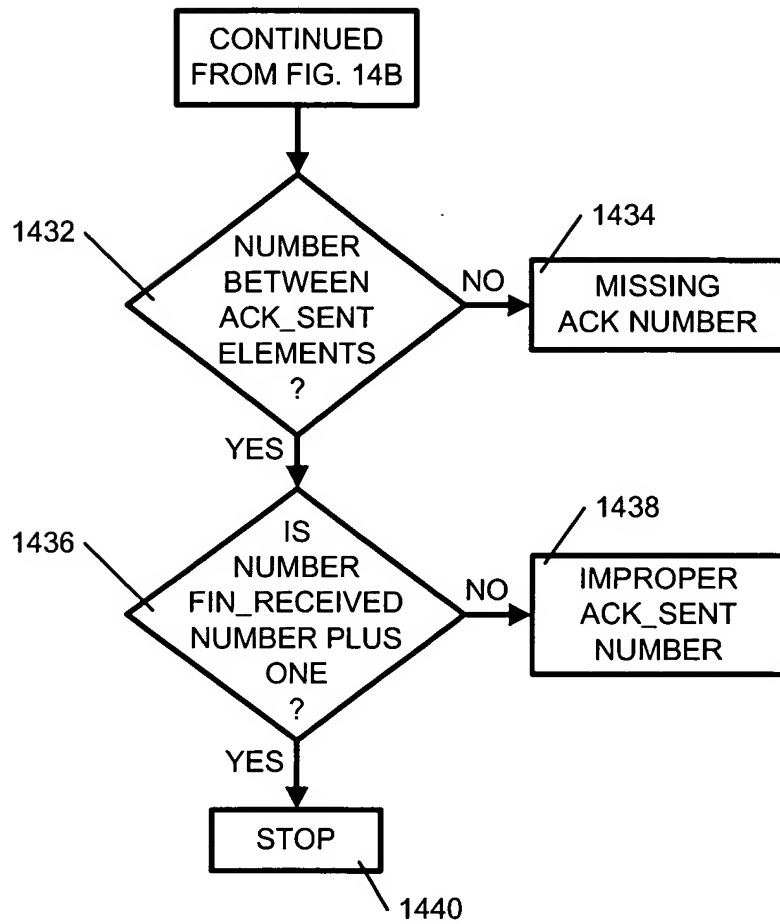 CONTINUED
FROM FIG. 14B
1432
NUMBER
BETWEEN
ACK_SENT
ELEMENTS
?
NO
1434
MISSING
ACK NUMBER
YES
1436
IS
NUMBER
FIN_RECEIVED
NUMBER PLUS
ONE
?
NO
1438
IMPROPER
ACK_SENT
NUMBER
YES
STOP
1440